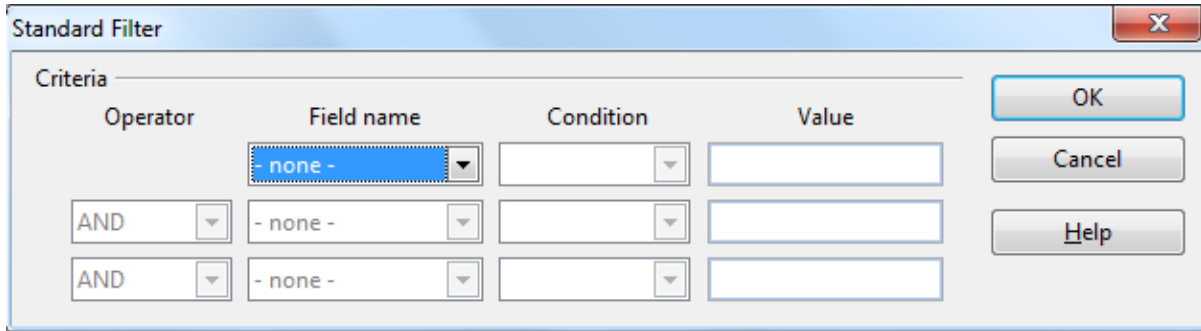 Standard Filter
Criteria
Operator Field name Condition Value
OK
- none -
Cancel
AND - none -
Help
AND - none -